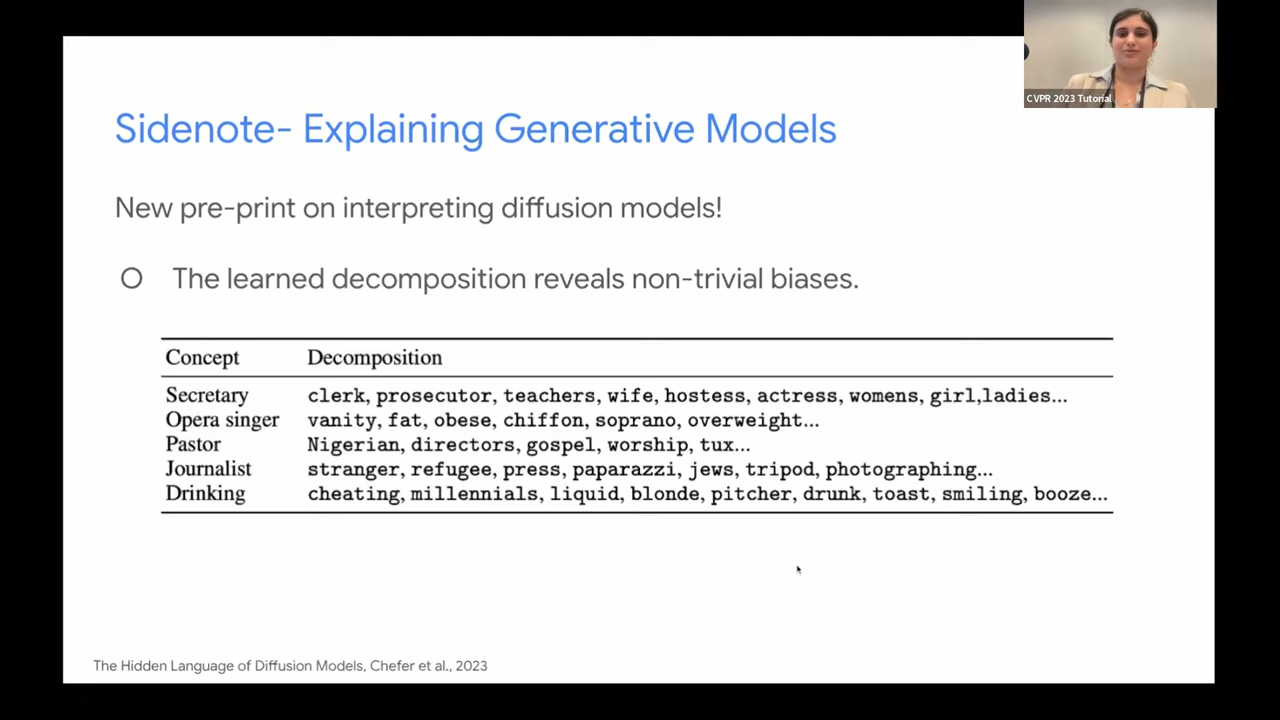 CVPR 2023 Tutorial
Sidenote- Explaining Generative Models
New pre-print on interpreting diffusion models!
O The learned decomposition reveals non-trivial biases.
Concept Decomposition
Secretary clerk, prosecutor, teachers, wife, hostess, actress, womens, girl,ladies...
Opera singer vanity, fat, obese, chiffon, soprano, overweight...
Pastor Nigerian, directors, gospel, worship, tux...
Journalist stranger, refugee, press, paparazzi, jews, tripod, photographing...
Drinking cheating, millennials, liquid, blonde, pitcher, drunk, toast, smiling, booze...
The Hidden Language of Diffusion Models, Chefer et al., 2023